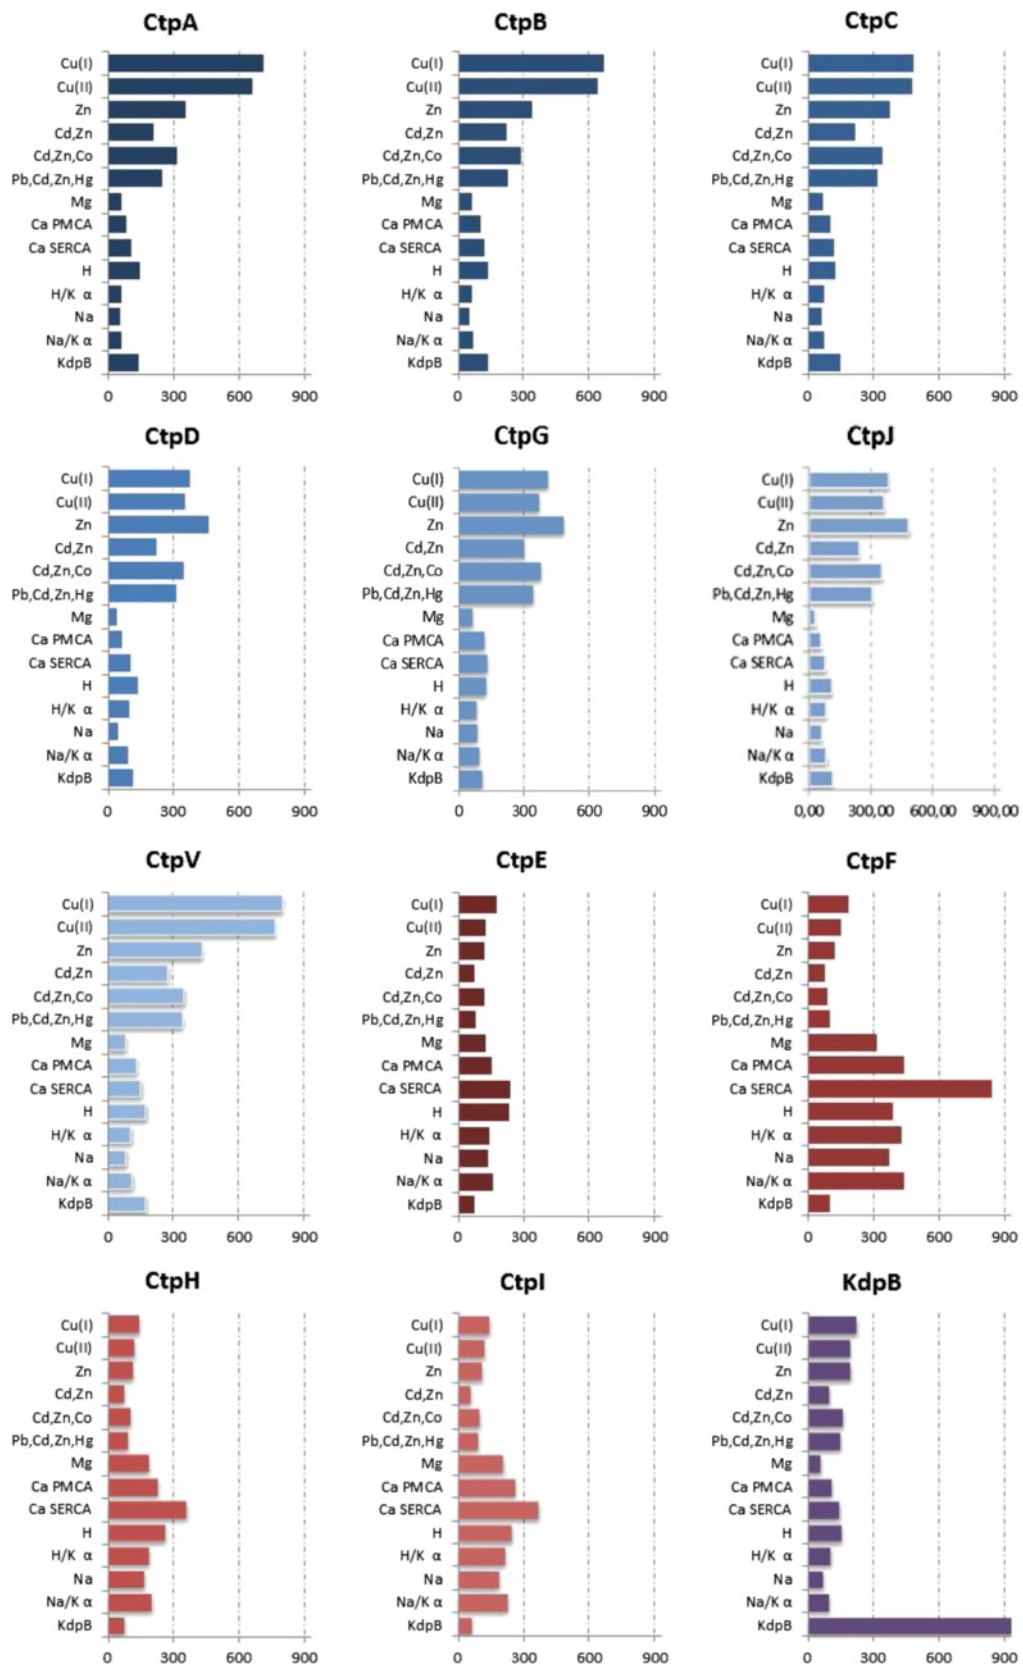 CtpA CtpB CtpC
Cu(I) Cu(I) Cu(I)
Cu(II) Cu(II) Cu(II)
Zn Zn Zn
Cd,Zn Cd,Zn Cd,Zn
Cd,Zn,Co Cd,Zn,Co Cd,Zn,Co
Pb,Cd,Zn,Hg Pb,Cd,Zn,Hg Pb,Cd,Zn,Hg
Mg Mg Mg
Ca PMCA Ca PMCA Ca PMCA
Ca SERCA Ca SERCA Ca SERCA
H H H
H/K α H/K α H/K α
Na Na Na
Na/K α Na/K α Na/K α
KdpB KdpB KdpB
0 300 600 900 0 300 600 900 0 300 600 900
CtpD CtpG CtpJ
Cu(I) Cu(I) Cu(I)
Cu(II) Cu(II) Cu(II)
Zn Zn Zn
Cd,Zn Cd,Zn Cd,Zn
Cd,Zn,Co Cd,Zn,Co Cd,Zn,Co
Pb,Cd,Zn,Hg Pb,Cd,Zn,Hg Pb,Cd,Zn,Hg
Mg Mg Mg
Ca PMCA Ca PMCA Ca PMCA
Ca SERCA Ca SERCA Ca SERCA
H H H
H/K α H/K α H/K α
Na Na Na
Na/K α Na/K α Na/K α
KdpB KdpB KdpB
0 300 600 900 0 300 600 900 0,00 300,00 600,00 900,00
CtpV CtpE CtpF
Cu(I) Cu(I) Cu(I)
Cu(II) Cu(II) Cu(II)
Zn Zn Zn
Cd,Zn Cd,Zn Cd,Zn
Cd,Zn,Co Cd,Zn,Co Cd,Zn,Co
Pb,Cd,Zn,Hg Pb,Cd,Zn,Hg Pb,Cd,Zn,Hg
Mg Mg Mg
Ca PMCA Ca PMCA Ca PMCA
Ca SERCA Ca SERCA Ca SERCA
H H H
H/K α H/K α H/K α
Na Na Na
Na/K α Na/K α Na/K α
KdpB KdpB KdpB
0 300 600 900 0 300 600 900 0 300 600 900
CtpH CtpI KdpB
Cu(I) Cu(I) Cu(I)
Cu(II) Cu(II) Cu(II)
Zn Zn Zn
Cd,Zn Cd,Zn Cd,Zn
Cd,Zn,Co Cd,Zn,Co Cd,Zn,Co
Pb,Cd,Zn,Hg Pb,Cd,Zn,Hg Pb,Cd,Zn,Hg
Mg Mg Mg
Ca PMCA Ca PMCA Ca PMCA
Ca SERCA Ca SERCA Ca SERCA
H H H
H/K α H/K α H/K α
Na Na Na
Na/K α Na/K α Na/K α
KdpB KdpB KdpB
0 300 600 900 0 300 600 900 0 300 600 900